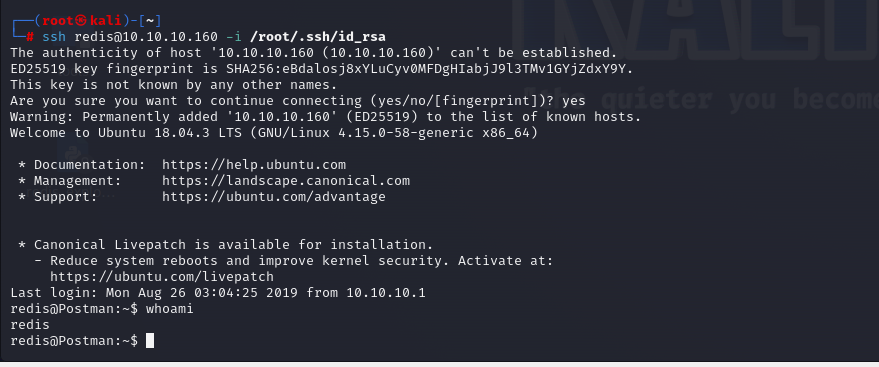 ┌──(root㉿kali)-[~]
└─# ssh redis@10.10.10.160 -i /root/.ssh/id_rsa
The authenticity of host '10.10.10.160 (10.10.10.160)' can't be established.
ED25519 key fingerprint is SHA256:eBdalosj8xYLuCyv0MFDgHIabjJ9l3TMv1GYjZdxY9Y.
This key is not known by any other names.
Are you sure you want to continue connecting (yes/no/[fingerprint])? yes
Warning: Permanently added '10.10.10.160' (ED25519) to the list of known hosts.
Welcome to Ubuntu 18.04.3 LTS (GNU/Linux 4.15.0-58-generic x86_64)

 * Documentation:  https://help.ubuntu.com
 * Management:     https://landscape.canonical.com
 * Support:        https://ubuntu.com/advantage


 * Canonical Livepatch is available for installation.
   - Reduce system reboots and improve kernel security. Activate at:
     https://ubuntu.com/livepatch
Last login: Mon Aug 26 03:04:25 2019 from 10.10.10.1
redis@Postman:~$ whoami
redis
redis@Postman:~$
"the quieter you become